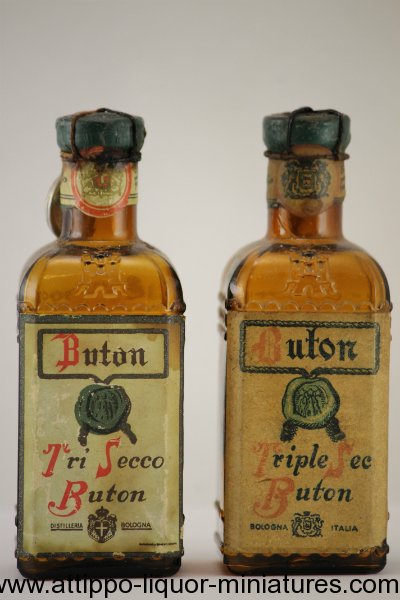 Buton
Tri Secco
Buton
DISTILLERIA BOLOGNA
Buton
Triple Sec
Buton
BOLOGNA ITALIA
www.attippo-liquor-miniatures.com